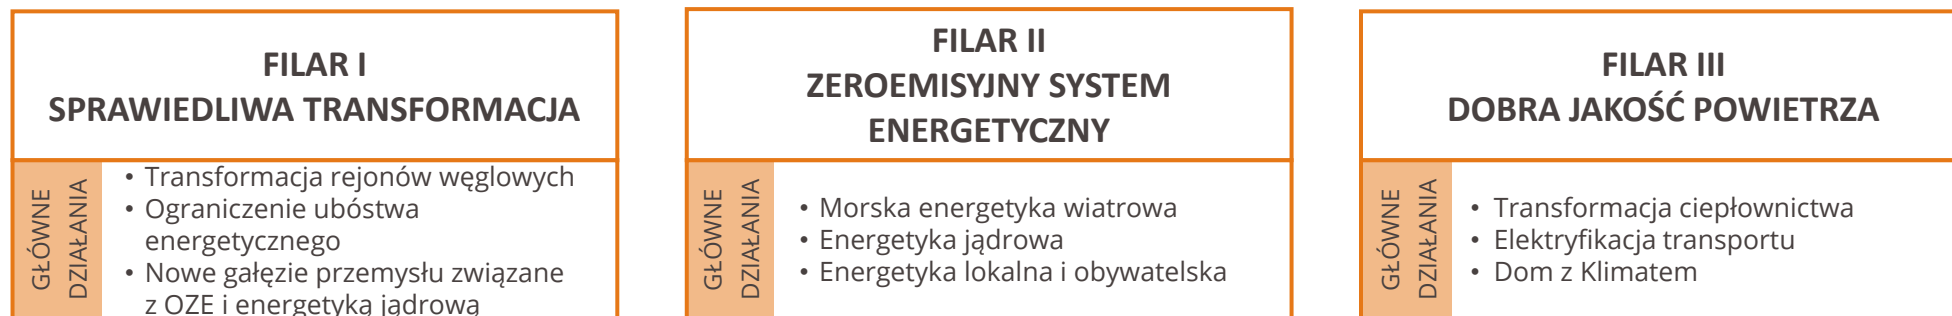 FILAR I
SPRAWIEDLIWA TRANSFORMACJA
GŁÓWNE
DZIAŁANIA
• Transformacja rejonów węglowych
• Ograniczenie ubóstwa
energetycznego
• Nowe gałęzie przemysłu związane
z OZE i energetyką jądrową
FILAR II
ZEROEMISYJNY SYSTEM
ENERGETYCZNY
GŁÓWNE
DZIAŁANIA
• Morska energetyka wiatrowa
• Energetyka jądrowa
• Energetyka lokalna i obywatelska
FILAR III
DOBRA JAKOŚĆ POWIETRZA
GŁÓWNE
DZIAŁANIA
• Transformacja ciepłownictwa
• Elektryfikacja transportu
• Dom z Klimatem